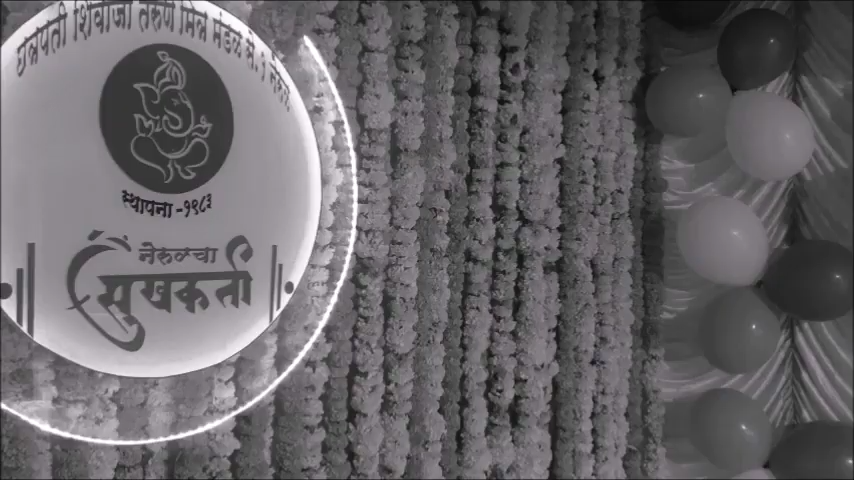 छत्रपती शिवाजी तरुण मित्र मंडळ से.१ नेरुळ
स्थापना -१९८३
नेरुळचा
सुखकर्ता